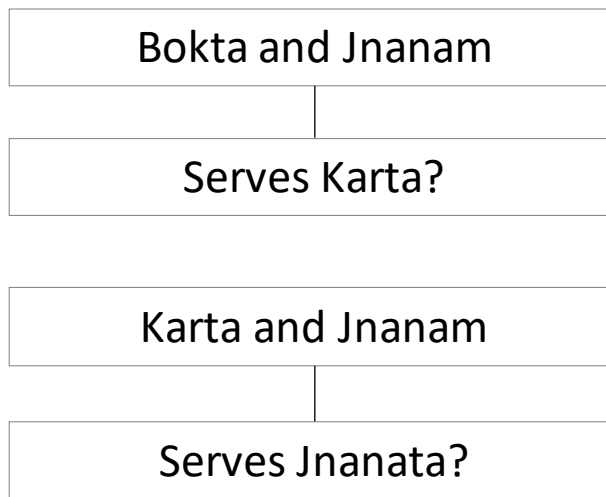 Bokta and Jnanam
Serves Karta?
Karta and Jnanam
Serves Jnanata?